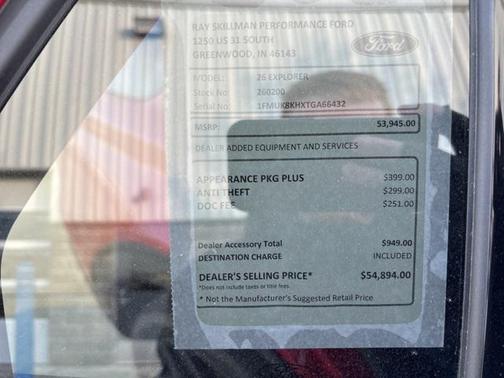 RAY SKILLMAN PERFORMANCE FORD
1250 US 31 SOUTH
GREENWOOD, IN 46143
Ford
MODEL: 26 EXPLORER
Stock No: 260200
Serial No: 1FMUK8KHXTGA66432
MSRP: 53,945.00
DEALER ADDED EQUIPMENT AND SERVICES
APPEARANCE PKG PLUS $399.00
ANTI THEFT $299.00
DOC FEE $251.00
Dealer Accessory Total $949.00
DESTINATION CHARGE INCLUDED
DEALER'S SELLING PRICE* $54,894.00
*Does not include taxes or title fees.
* Not the Manufacturer's Suggested Retail Price